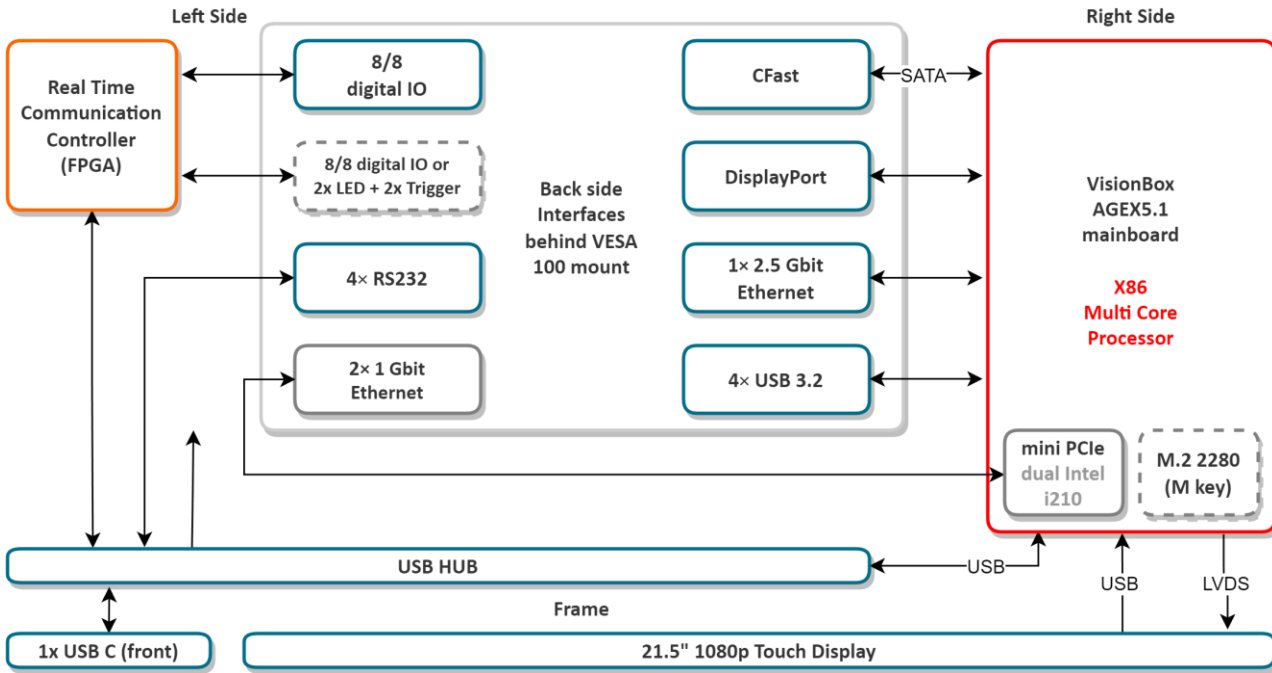 Left Side
Right Side
Real Time
Communication
Controller
(FPGA)
8/8
digital IO
8/8 digital IO or
2x LED + 2x Trigger
4× RS232
2× 1 Gbit
Ethernet
Back side
Interfaces
behind VESA
100 mount
CFast
DisplayPort
1× 2.5 Gbit
Ethernet
4× USB 3.2
SATA
VisionBox
AGEX5.1
mainboard
X86
Multi Core
Processor
mini PCIe
dual Intel
i210
M.2 2280
(M key)
USB HUB
USB
USB
LVDS
Frame
1x USB C (front)
21.5" 1080p Touch Display